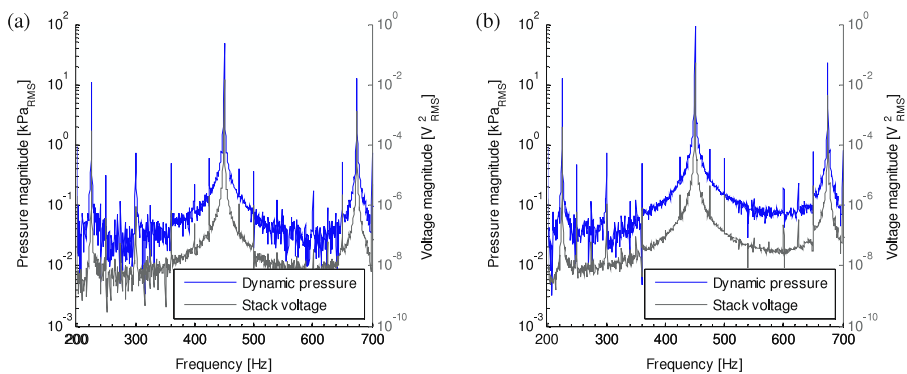 (a)
10^2
10^1
10^0
10^-1
10^-2
10^-3
Pressure magnitude [kPa_RMS]
10^0
10^-2
10^-4
10^-6
10^-8
10^-10
Voltage magnitude [V^2_RMS]
Dynamic pressure
Stack voltage
200 300 400 500 600 700
Frequency [Hz]
(b)
10^2
10^1
10^0
10^-1
10^-2
10^-3
Pressure magnitude [kPa_RMS]
10^0
10^-2
10^-4
10^-6
10^-8
10^-10
Voltage magnitude [V^2_RMS]
Dynamic pressure
Stack voltage
200 300 400 500 600 700
Frequency [Hz]